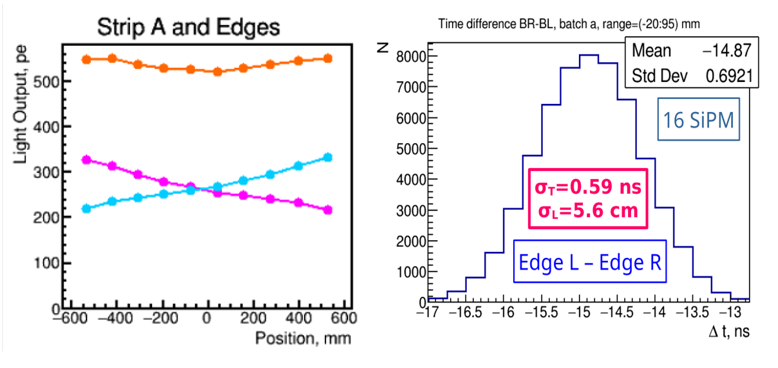 Strip A and Edges
Light Output, pe
500
400
300
200
100
0
−600 −400 −200 0 200 400 600
Position, mm
Time difference BR-BL, batch a, range=(-20:95) mm
N
Mean −14.87
Std Dev 0.6921
16 SiPM
σT=0.59 ns
σL=5.6 cm
Edge L – Edge R
8000
7000
6000
5000
4000
3000
2000
1000
0
−17 −16.5 −16 −15.5 −15 −14.5 −14 −13.5 −13
Δ t, ns